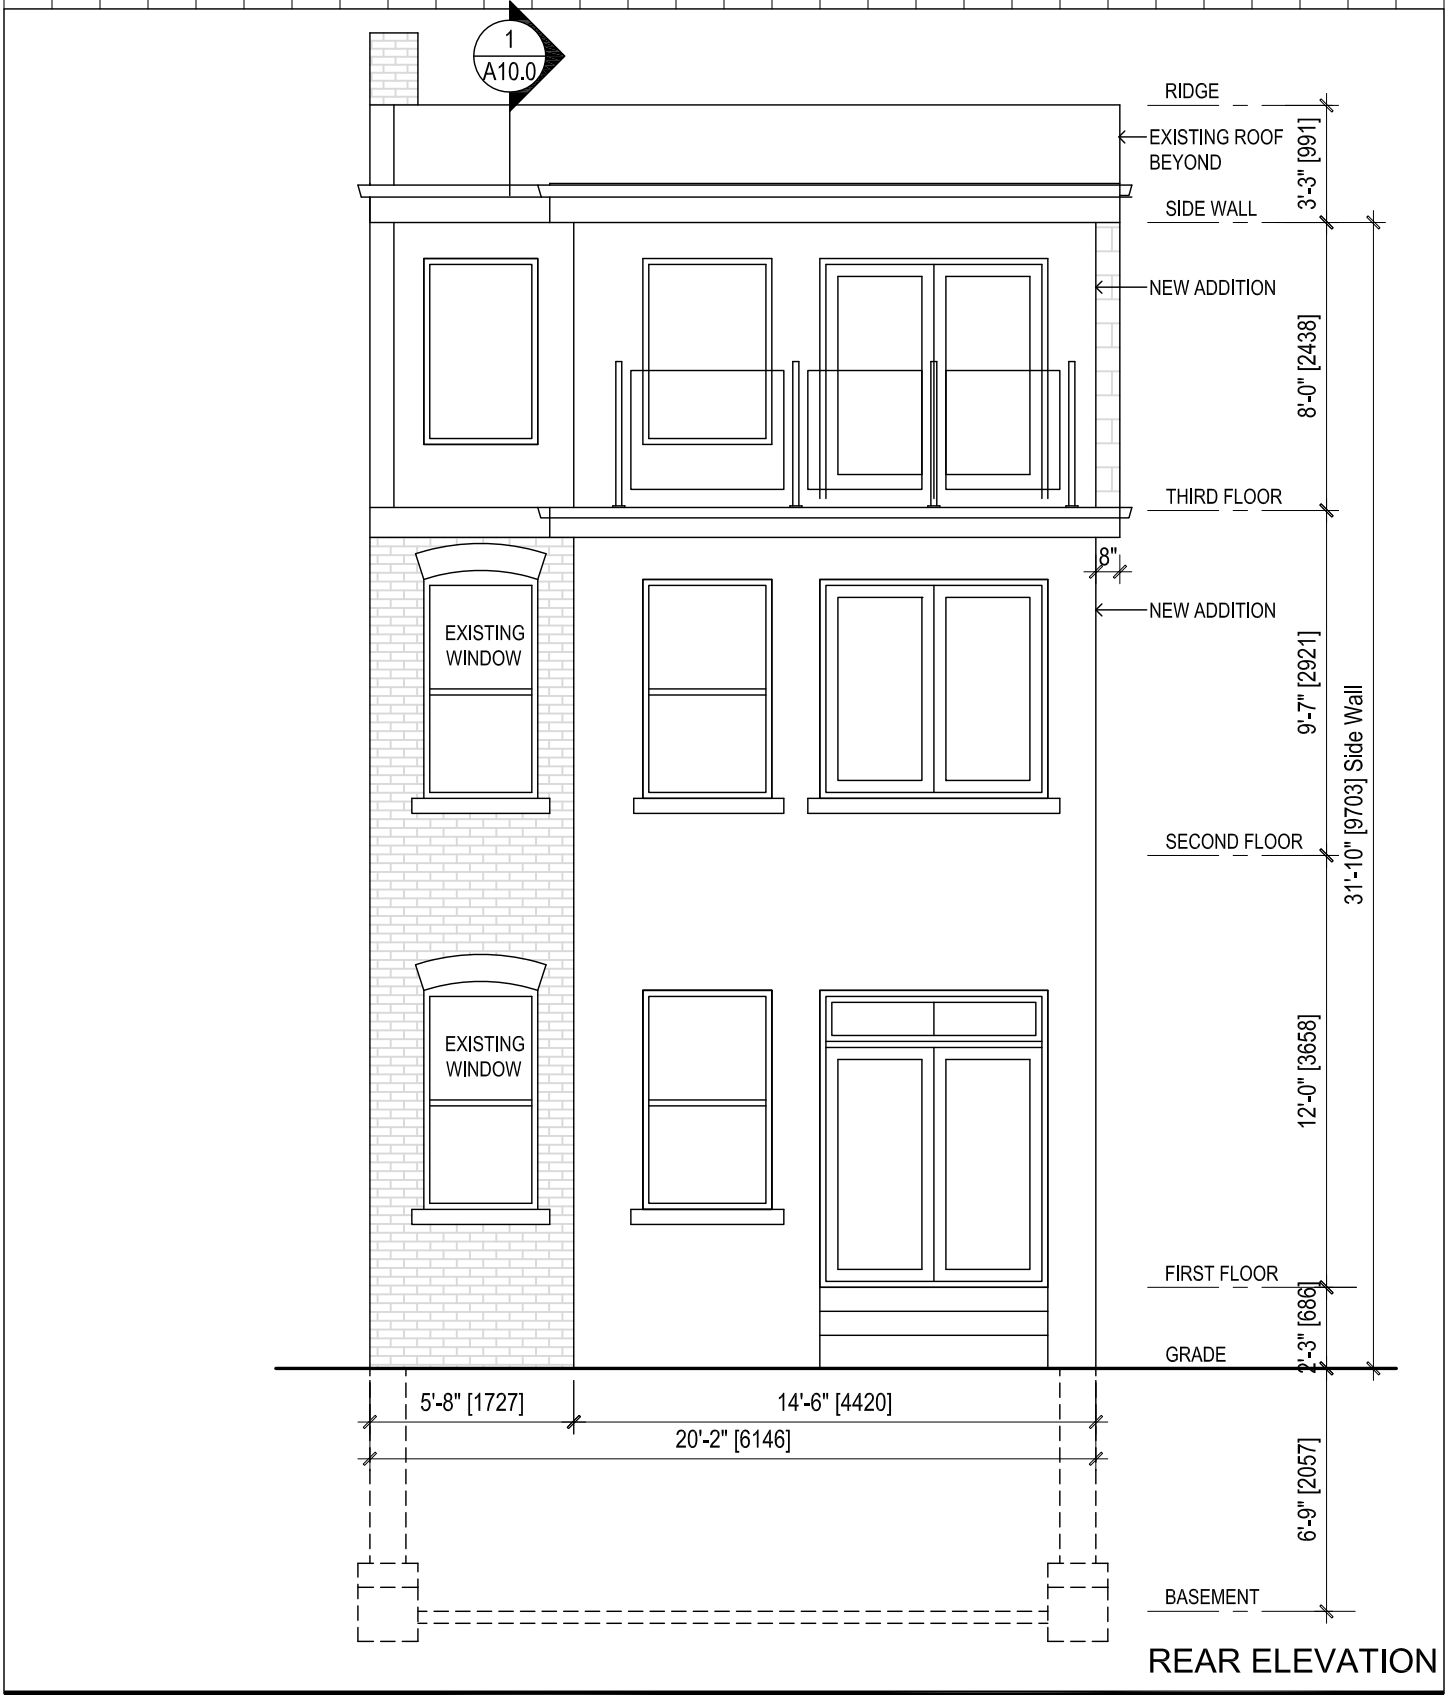 1
A10.0
RIDGE
EXISTING ROOF
BEYOND
3'-3" [991]
SIDE WALL
NEW ADDITION
8'-0" [2438]
THIRD FLOOR
8"
NEW ADDITION
EXISTING
WINDOW
9'-7" [2921]
31'-10" [9703] Side Wall
SECOND FLOOR
EXISTING
WINDOW
12'-0" [3658]
FIRST FLOOR
2'-3" [686]
GRADE
5'-8" [1727]
14'-6" [4420]
20'-2" [6146]
6'-9" [2057]
BASEMENT
REAR ELEVATION